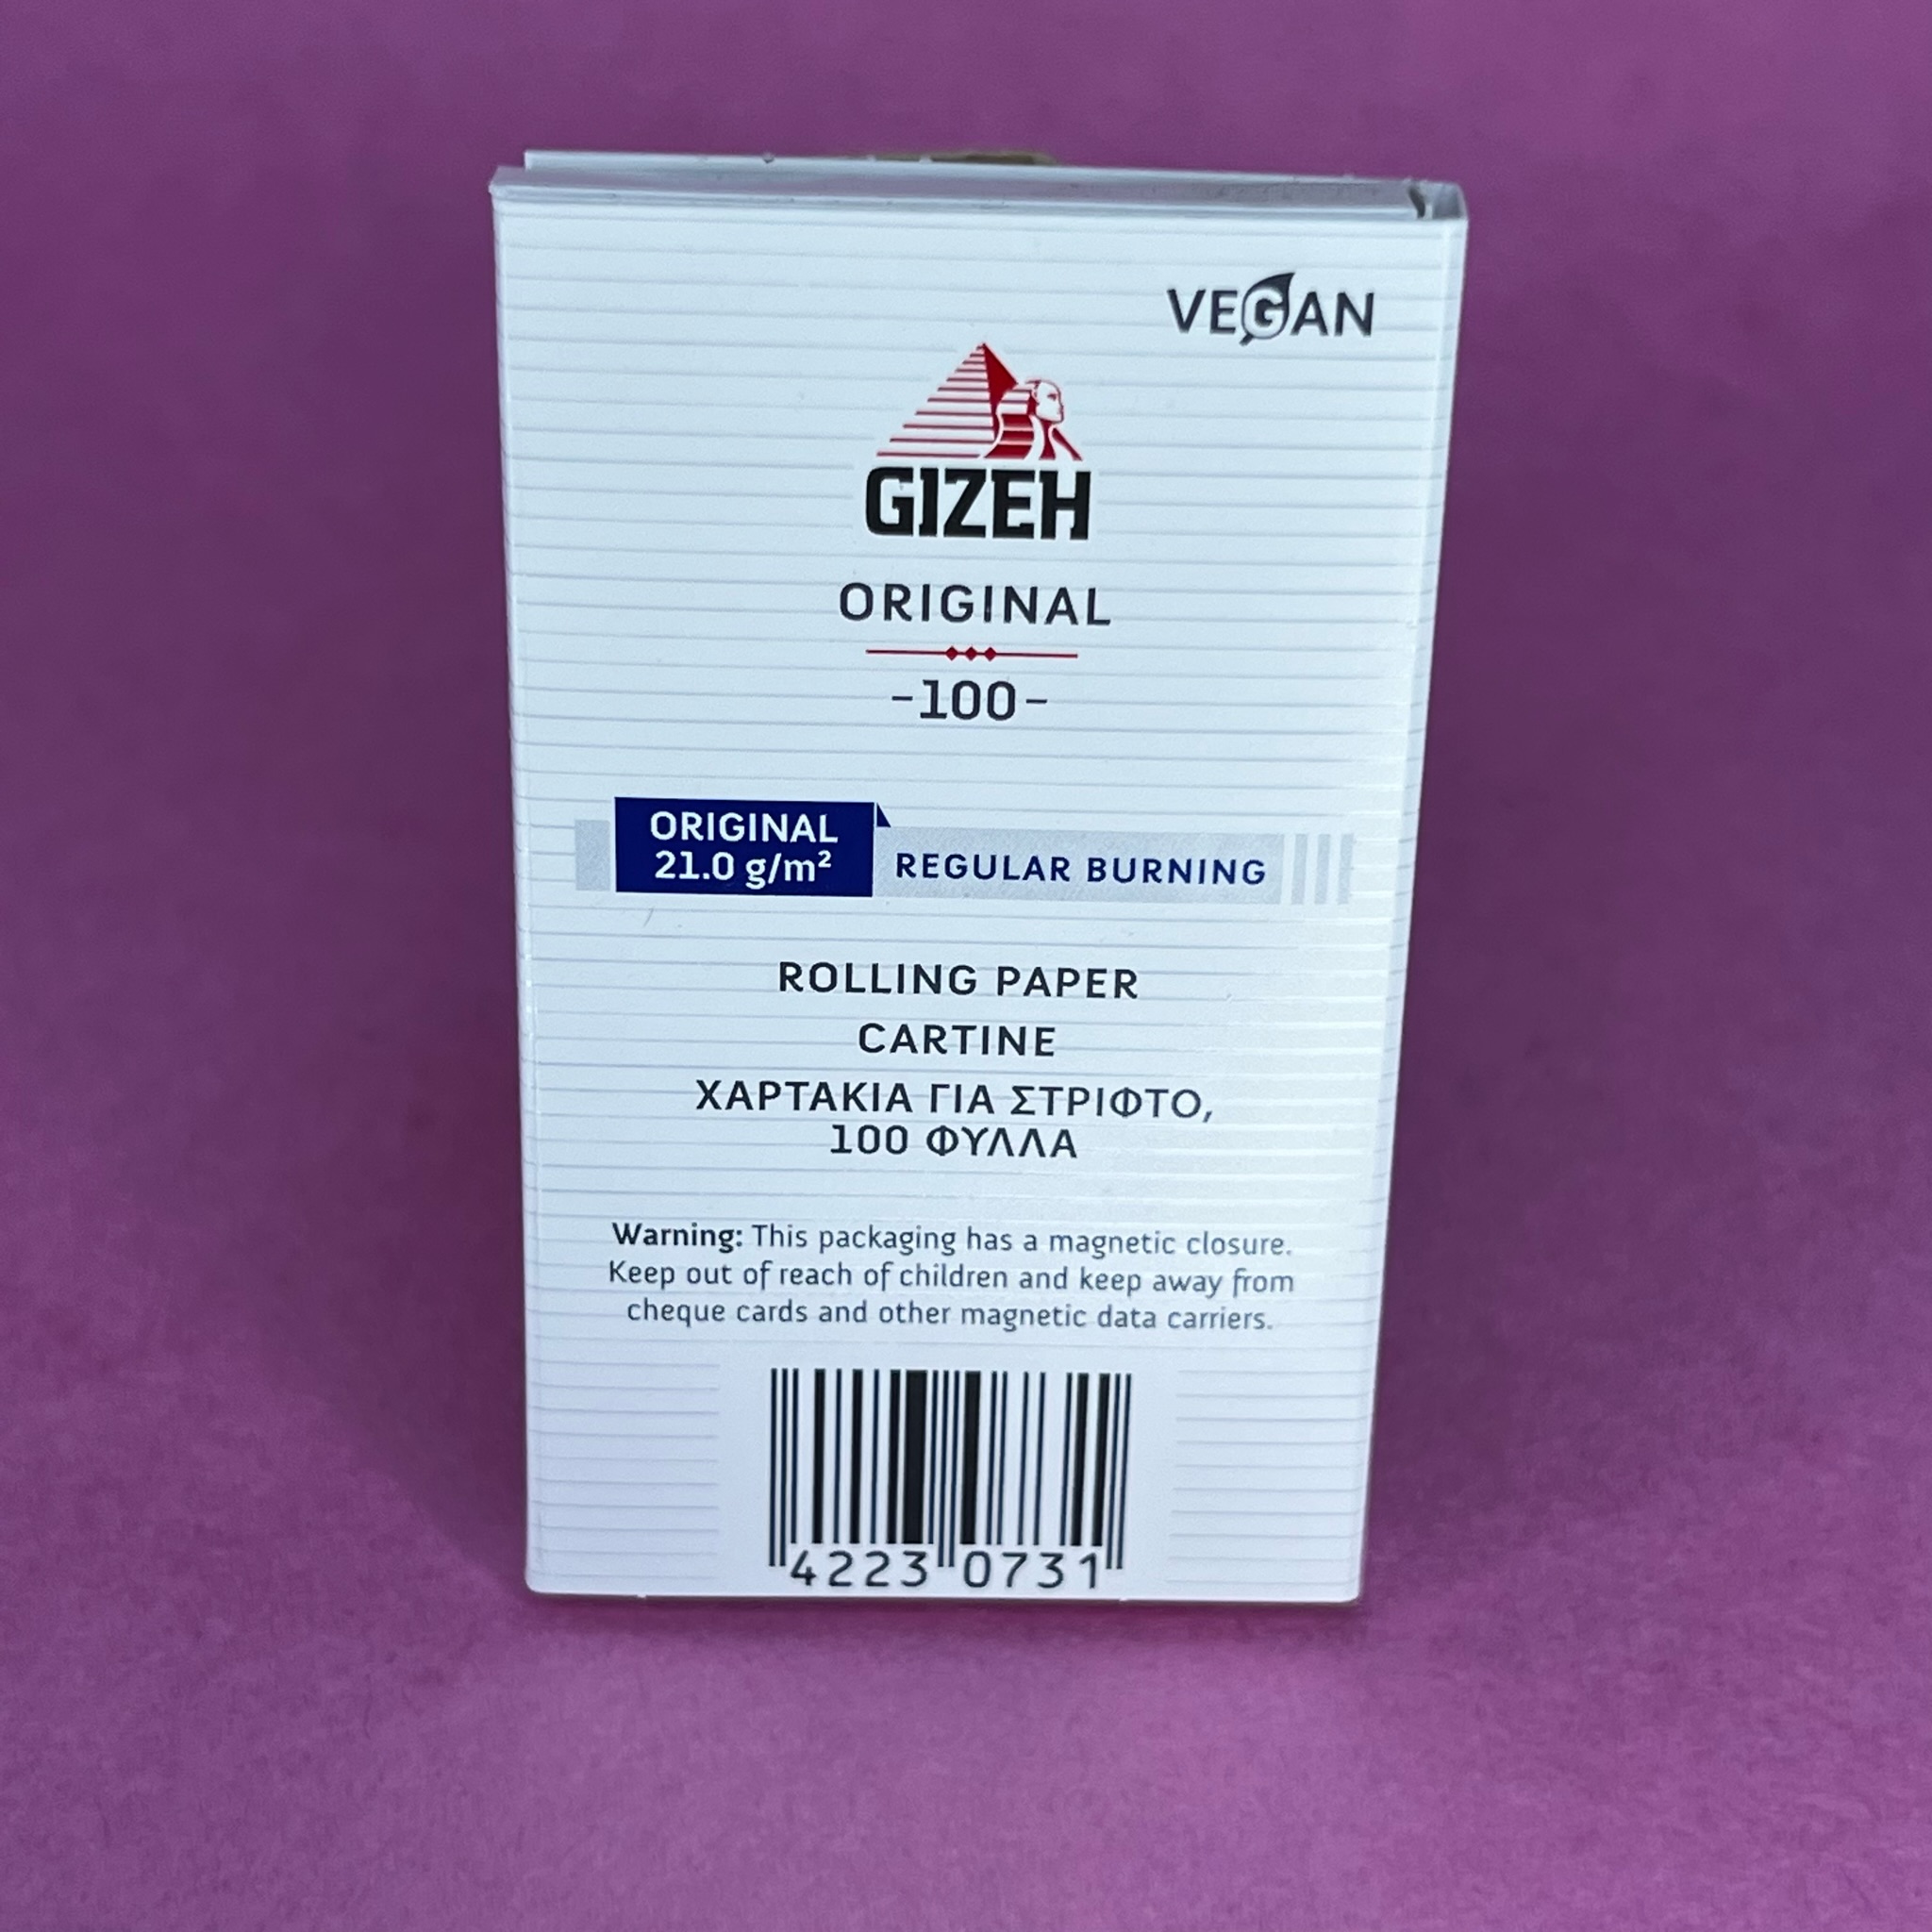 VEGAN
GIZEH
ORIGINAL
-100-
ORIGINAL
21.0 g/m²
REGULAR BURNING
ROLLING PAPER
CARTINE
ΧΑΡΤΑΚΙΑ ΓΙΑ ΣΤΡΙΦΤΟ,
100 ΦΥΛΛΑ
Warning: This packaging has a magnetic closure.
Keep out of reach of children and keep away from
cheque cards and other magnetic data carriers.
4223 0731